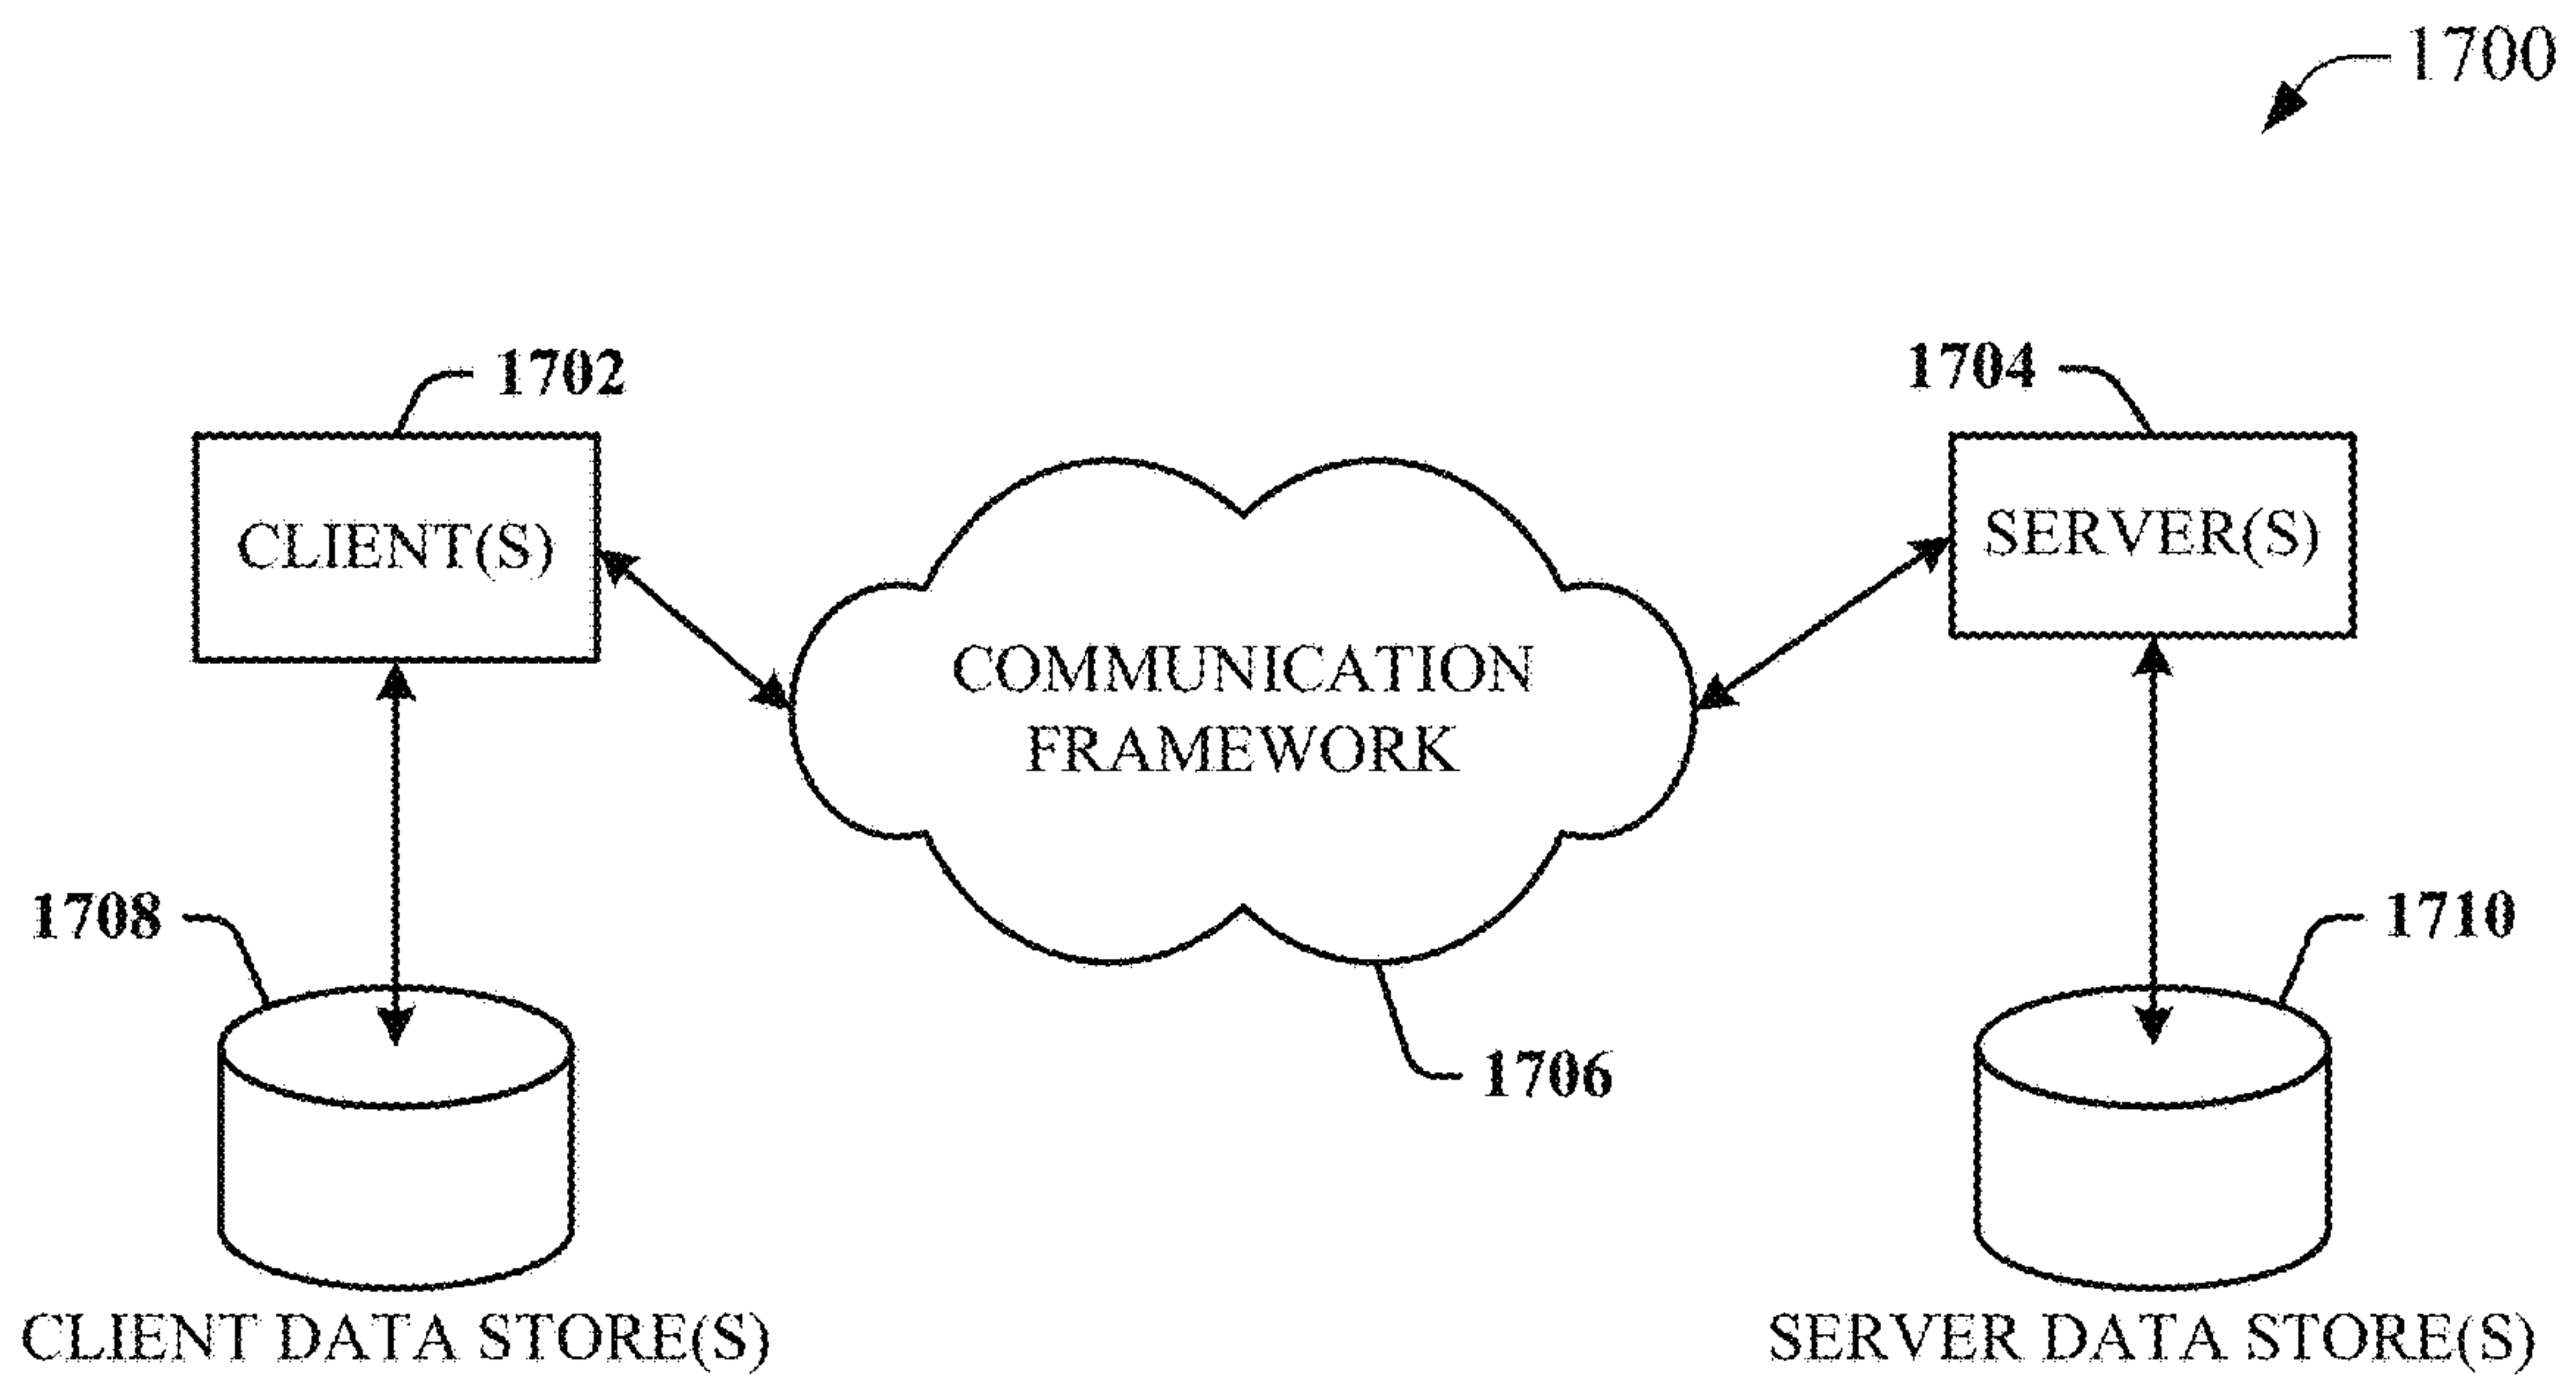 1700
1702
1704
CLIENT(S)
SERVER(S)
COMMUNICATION
FRAMEWORK
1708
1710
1706
CLIENT DATA STORE(S)
SERVER DATA STORE(S)